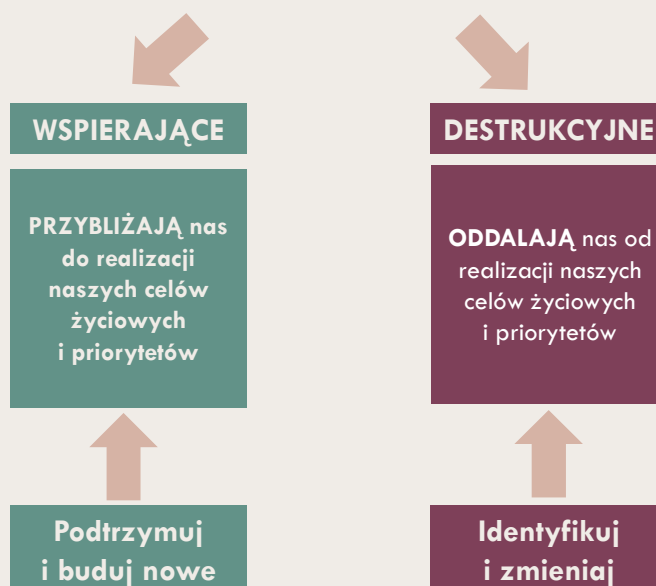 WSPIERAJĄCE
PRZYBLIŻAJĄ nas
do realizacji
naszych celów
życiowych
i priorytetów
Podtrzymuj
i buduj nowe
DESTRUKCYJNE
ODDALAJĄ nas od
realizacji naszych
celów życiowych
i priorytetów
Identyfikuj
i zmieniaj